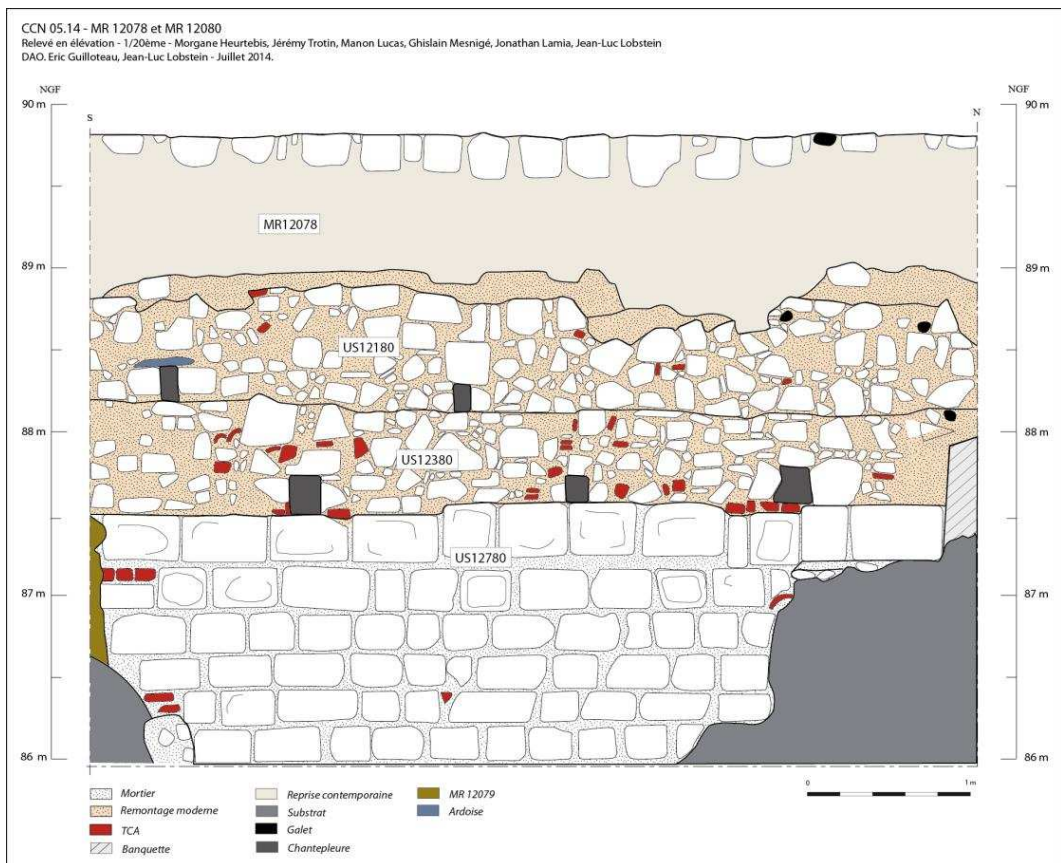 CCN 05.14 - MR 12078 et MR 12080
Relevé en élévation - 1/20ème - Morgane Heurtebis, Jérémy Trotin, Manon Lucas, Ghislain Mesnigé, Jonathan Lamia, Jean-Luc Lobstein
DAO. Eric Guilloteau, Jean-Luc Lobstein - Juillet 2014.
NGF NGF
90 m 90 m
S N
MR12078
89 m 89 m
US12180
88 m 88 m
US12380
US12780
87 m 87 m
86 m 86 m
0 1 m
Mortier Reprise contemporaine MR 12079
Remontage moderne Substrat Ardoise
TCA Galet
Banquette Chantepleure